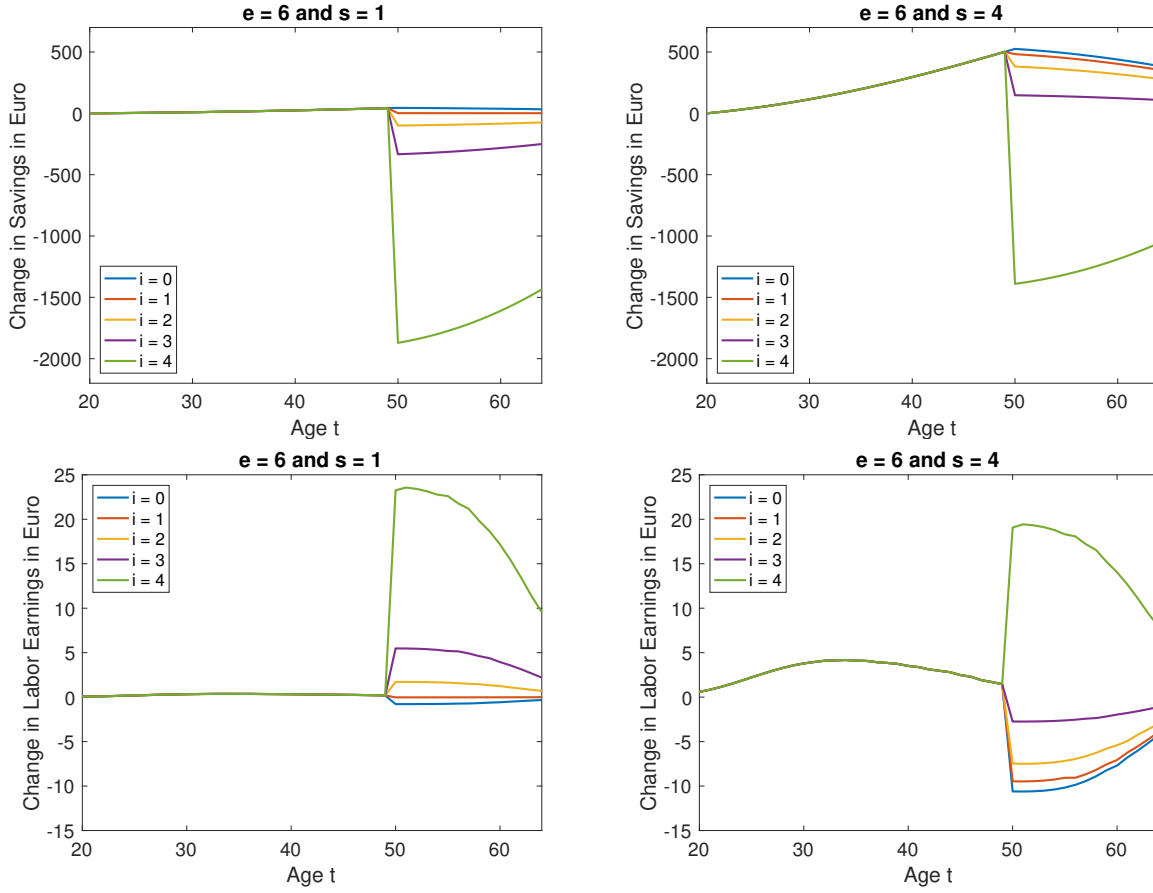 e = 6 and s = 1
500
0
-500
-1000
-1500
-2000
Change in Savings in Euro
i = 0
i = 1
i = 2
i = 3
i = 4
20 30 40 50 60
Age t
e = 6 and s = 4
500
0
-500
-1000
-1500
-2000
Change in Savings in Euro
i = 0
i = 1
i = 2
i = 3
i = 4
20 30 40 50 60
Age t
e = 6 and s = 1
25
20
15
10
5
0
-5
-10
-15
Change in Labor Earnings in Euro
i = 0
i = 1
i = 2
i = 3
i = 4
20 30 40 50 60
Age t
e = 6 and s = 4
25
20
15
10
5
0
-5
-10
-15
Change in Labor Earnings in Euro
i = 0
i = 1
i = 2
i = 3
i = 4
20 30 40 50 60
Age t